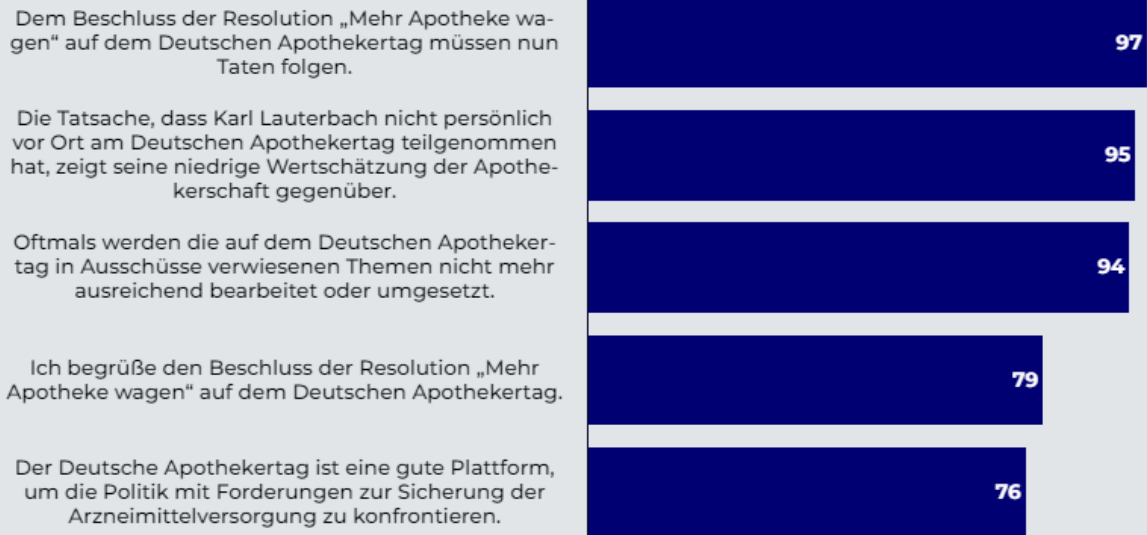 Dem Beschluss der Resolution „Mehr Apotheke wa-
gen“ auf dem Deutschen Apothekertag müssen nun
Taten folgen.
97
Die Tatsache, dass Karl Lauterbach nicht persönlich
vor Ort am Deutschen Apothekertag teilgenommen
hat, zeigt seine niedrige Wertschätzung der Apothe-
kerschaft gegenüber.
95
Oftmals werden die auf dem Deutschen Apotheker-
tag in Ausschüsse verwiesenen Themen nicht mehr
ausreichend bearbeitet oder umgesetzt.
94
Ich begrüße den Beschluss der Resolution „Mehr
Apotheke wagen“ auf dem Deutschen Apothekertag.
79
Der Deutsche Apothekertag ist eine gute Plattform,
um die Politik mit Forderungen zur Sicherung der
Arzneimittelversorgung zu konfrontieren.
76